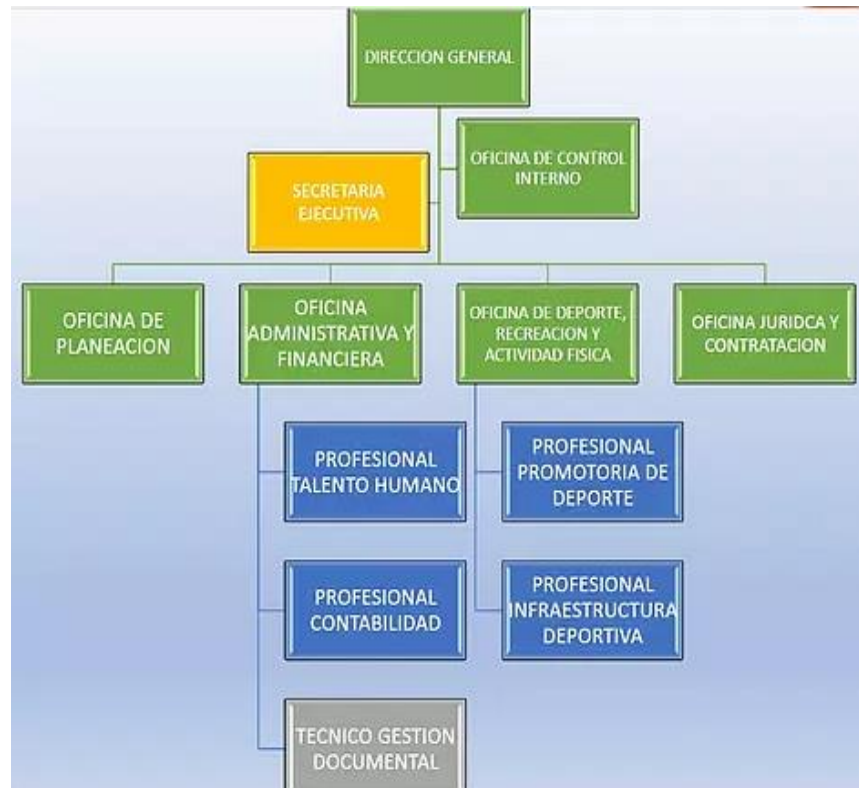 DIRECCION GENERAL
OFICINA DE CONTROL
INTERNO
SECRETARIA
EJECUTIVA
OFICINA DE
PLANEACION
OFICINA
ADMINISTRATIVA Y
FINANCIERA
OFICINA DE DEPORTE,
RECREACION Y
ACTIVIDAD FISICA
OFICINA JURIDCA Y
CONTRATACION
PROFESIONAL
TALENTO HUMANO
PROFESIONAL
PROMOTORIA DE
DEPORTE
PROFESIONAL
CONTABILIDAD
PROFESIONAL
INFRAESTRUCTURA
DEPORTIVA
TECNICO GESTION
DOCUMENTAL